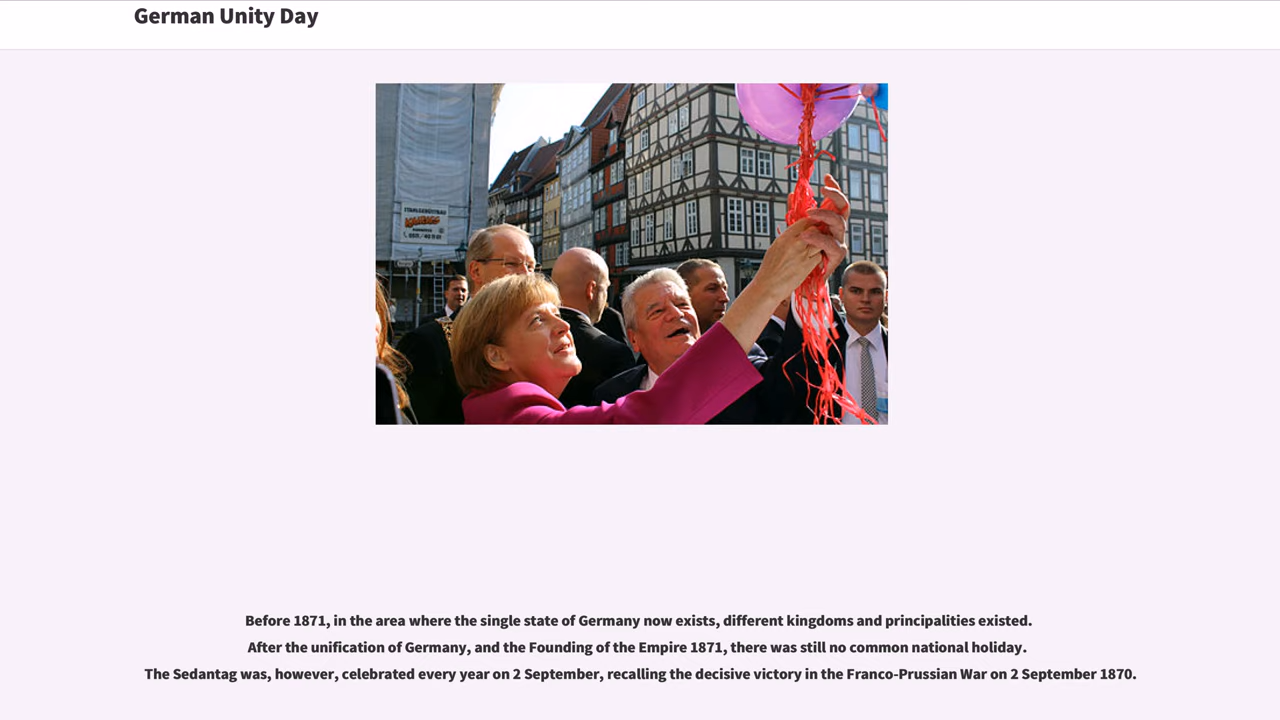 German Unity Day
Before 1871, in the area where the single state of Germany now exists, different kingdoms and principalities existed.
After the unification of Germany, and the Founding of the Empire 1871, there was still no common national holiday.
The Sedantag was, however, celebrated every year on 2 September, recalling the decisive victory in the Franco-Prussian War on 2 September 1870.